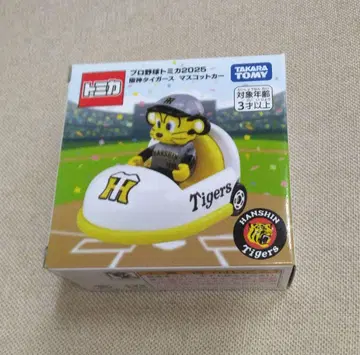 トミカ
プロ野球トミカ2025
阪神タイガース マスコットカー
TAKARA
TOMY
対象年齢
3才以上
HANSHIN
HT
Tigers
HANSHIN
Tigers